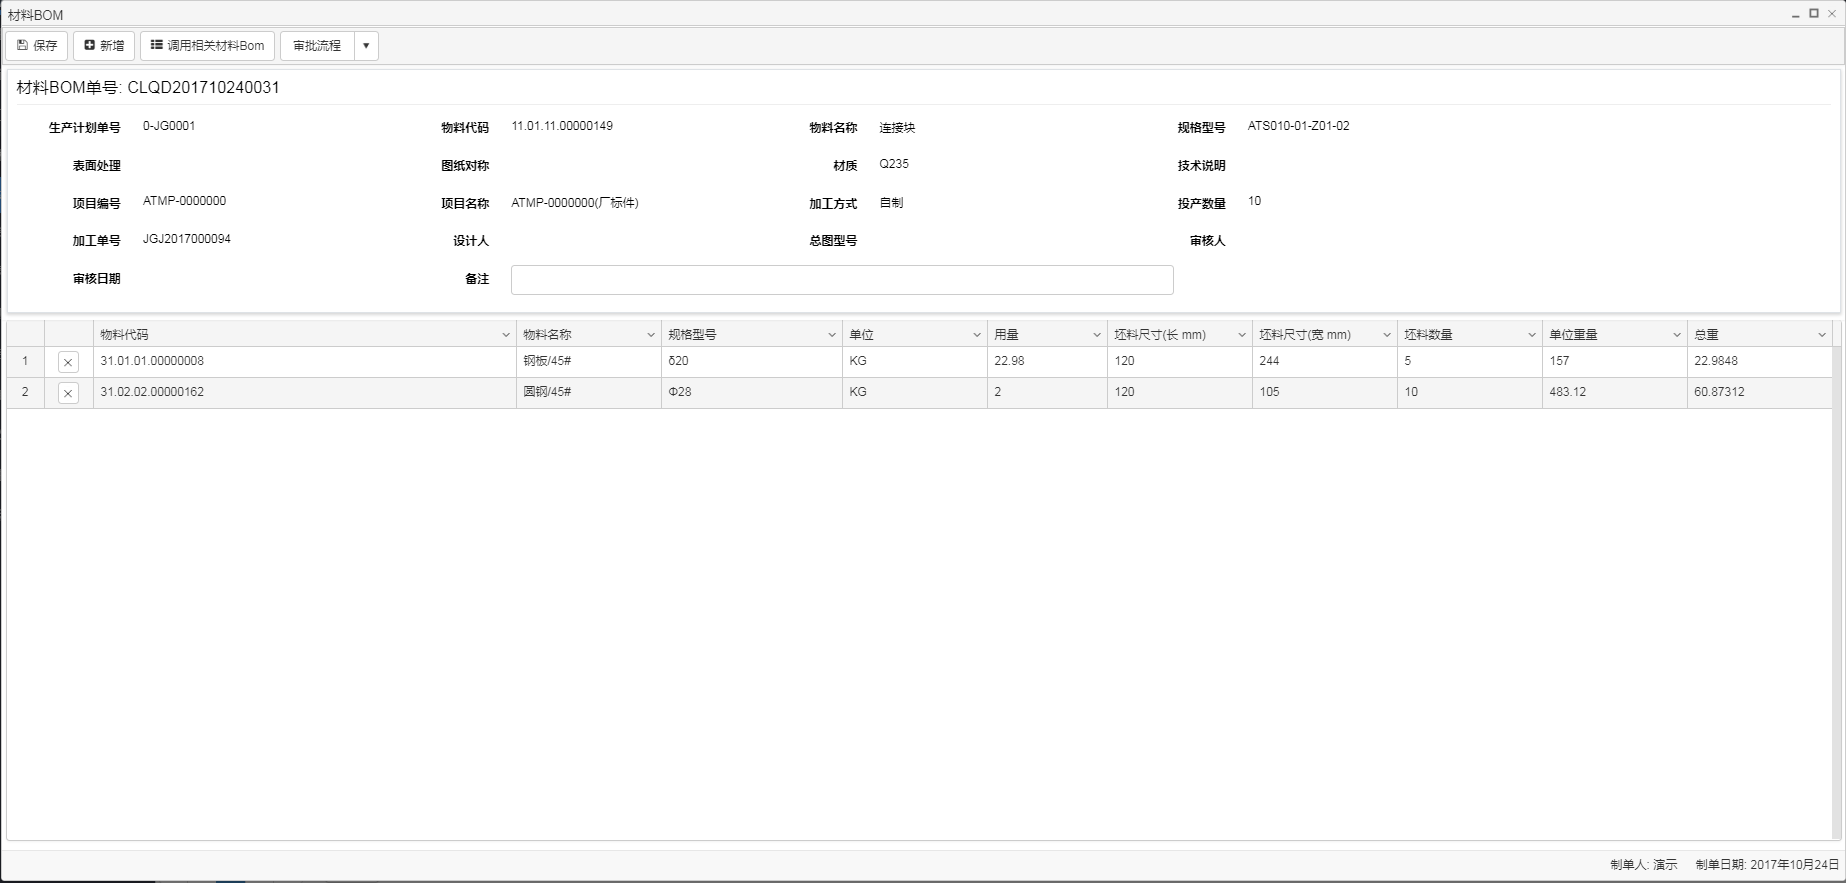 材料BOM
保存 新增 调用相关材料Bom 审批流程
材料BOM单号: CLQD201710240031
生产计划单号 0-JG0001 物料代码 11.01.11.00000149 物料名称 连接块 规格型号 ATS010-01-Z01-02
表面处理 图纸对称 材质 Q235 技术说明
项目编号 ATMP-0000000 项目名称 ATMP-0000000(厂标件) 加工方式 自制 投产数量 10
加工单号 JGJ2017000094 设计人 总图型号 审核人
审核日期 备注
物料代码 物料名称 规格型号 单位 用量 坯料尺寸(长 mm) 坯料尺寸(宽 mm) 坯料数量 单位重量 总重
1 31.01.01.00000008 钢板/45# δ20 KG 22.98 120 244 5 157 22.9848
2 31.02.02.00000162 圆钢/45# Φ28 KG 2 120 105 10 483.12 60.87312
制单人: 演示 制单日期: 2017年10月24日